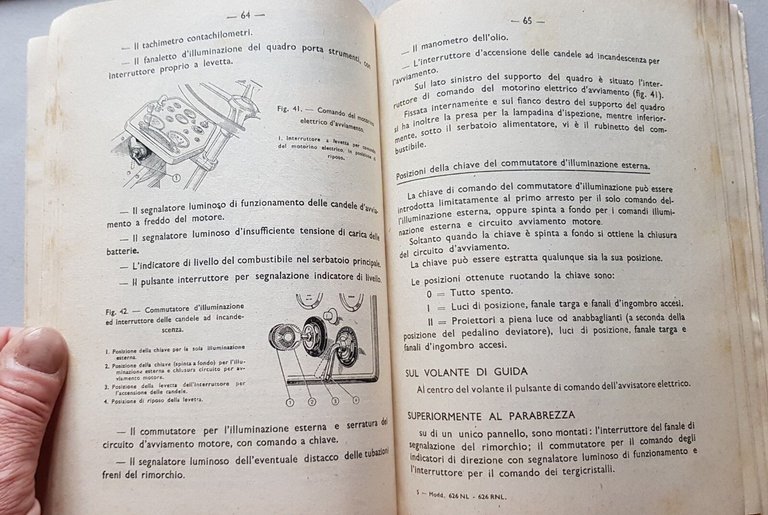 — 64 —
— Il tachimetro contachilometri.
— Il fanaletto d'illuminazione del quadro porta strumenti, con
interruttore proprio a levetta.
Fig. 41. — Comando del motorino
elettrico d'avviamento.
1. Interruttore a levetta per comando
del motorino elettrico, in posizione di
riposo.
1
— Il segnalatore luminoso di funzionamento delle candele d'avvia-
mento a freddo del motore.
— Il segnalatore luminoso d'insufficiente tensione di carica delle
batterie.
— L'indicatore di livello del combustibile nel serbatoio principale.
— Il pulsante interruttore per segnalazione indicatore di livello.
Fig. 42. — Commutatore d'illuminazione
ed interruttore delle candele ad incande-
scenza.
1. Posizione della chiave per la sola illuminazione
esterna.
2. Posizione della chiave (spinta a fondo) per l'illu-
minazione esterna e chiusura circuito per av-
viamento motore.
3. Posizione della levetta dell'interruttore per
l'accensione delle candele.
4. Posizione di riposo della levetta.
1 2 3 4
— Il commutatore per l'illuminazione esterna e serratura del
circuito d'avviamento motore, con comando a chiave.
— Il segnalatore luminoso dell'eventuale distacco delle tubazioni
freni del rimorchio.
— 65 —
— Il manometro dell'olio.
— L'interruttore d'accensione delle candele ad incandescenza per
l'avviamento.
Sul lato sinistro del supporto del quadro è situato l'inter-
ruttore di comando del motorino elettrico d'avviamento (fig. 41).
Fissata internamente e sul fianco destro del supporto del quadro
si ha inoltre la presa per la lampadina d'ispezione, mentre inferior-
mente, sotto il serbatoio alimentatore, vi è il rubinetto del com-
bustibile.
Posizioni della chiave del commutatore d'illuminazione esterna.
La chiave di comando del commutatore d'illuminazione può essere
introdotta limitatamente al primo arresto per il solo comando del-
l'illuminazione esterna, oppure spinta a fondo per i comandi illumi-
nazione esterna e circuito avviamento motore.
Soltanto quando la chiave è spinta a fondo si ottiene la chiusura
del circuito d'avviamento.
La chiave può essere estratta qualunque sia la sua posizione.
Le posizioni ottenute ruotando la chiave sono:
0 = Tutto spento.
I = Luci di posizione, fanale targa e fanali d'ingombro accesi.
II = Proiettori a piena luce od anabbaglianti (a seconda della
posizione del pedalino deviatore), luci di posizione, fanale targa e
fanali d'ingombro accesi.
SUL VOLANTE DI GUIDA
Al centro del volante il pulsante di comando dell'avvisatore elettrico.
SUPERIORMENTE AL PARABREZZA
su di un unico pannello, sono montati: l'interruttore del fanale di
segnalazione del rimorchio; il commutatore per il comando degli
indicatori di direzione con segnalatore luminoso di funzionamento e
l'interruttore per il comando dei tergicristalli.
5 — Mod. 626 NL - 626 RNL.